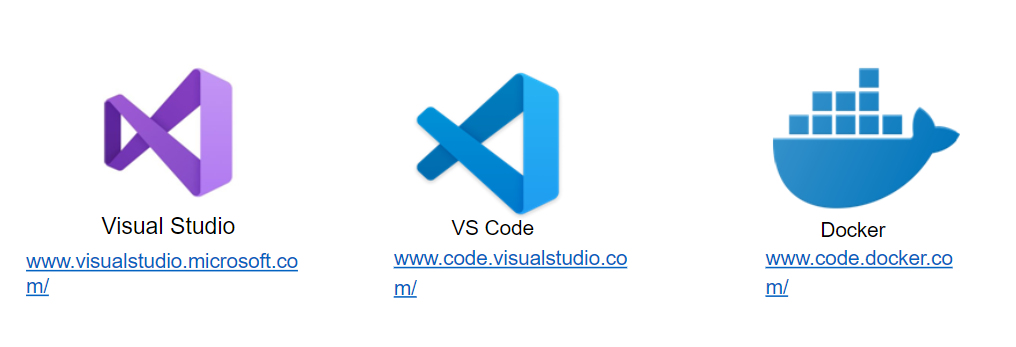 Visual Studio
www.visualstudio.microsoft.co
m/
VS Code
www.code.visualstudio.co
m/
Docker
www.code.docker.co
m/